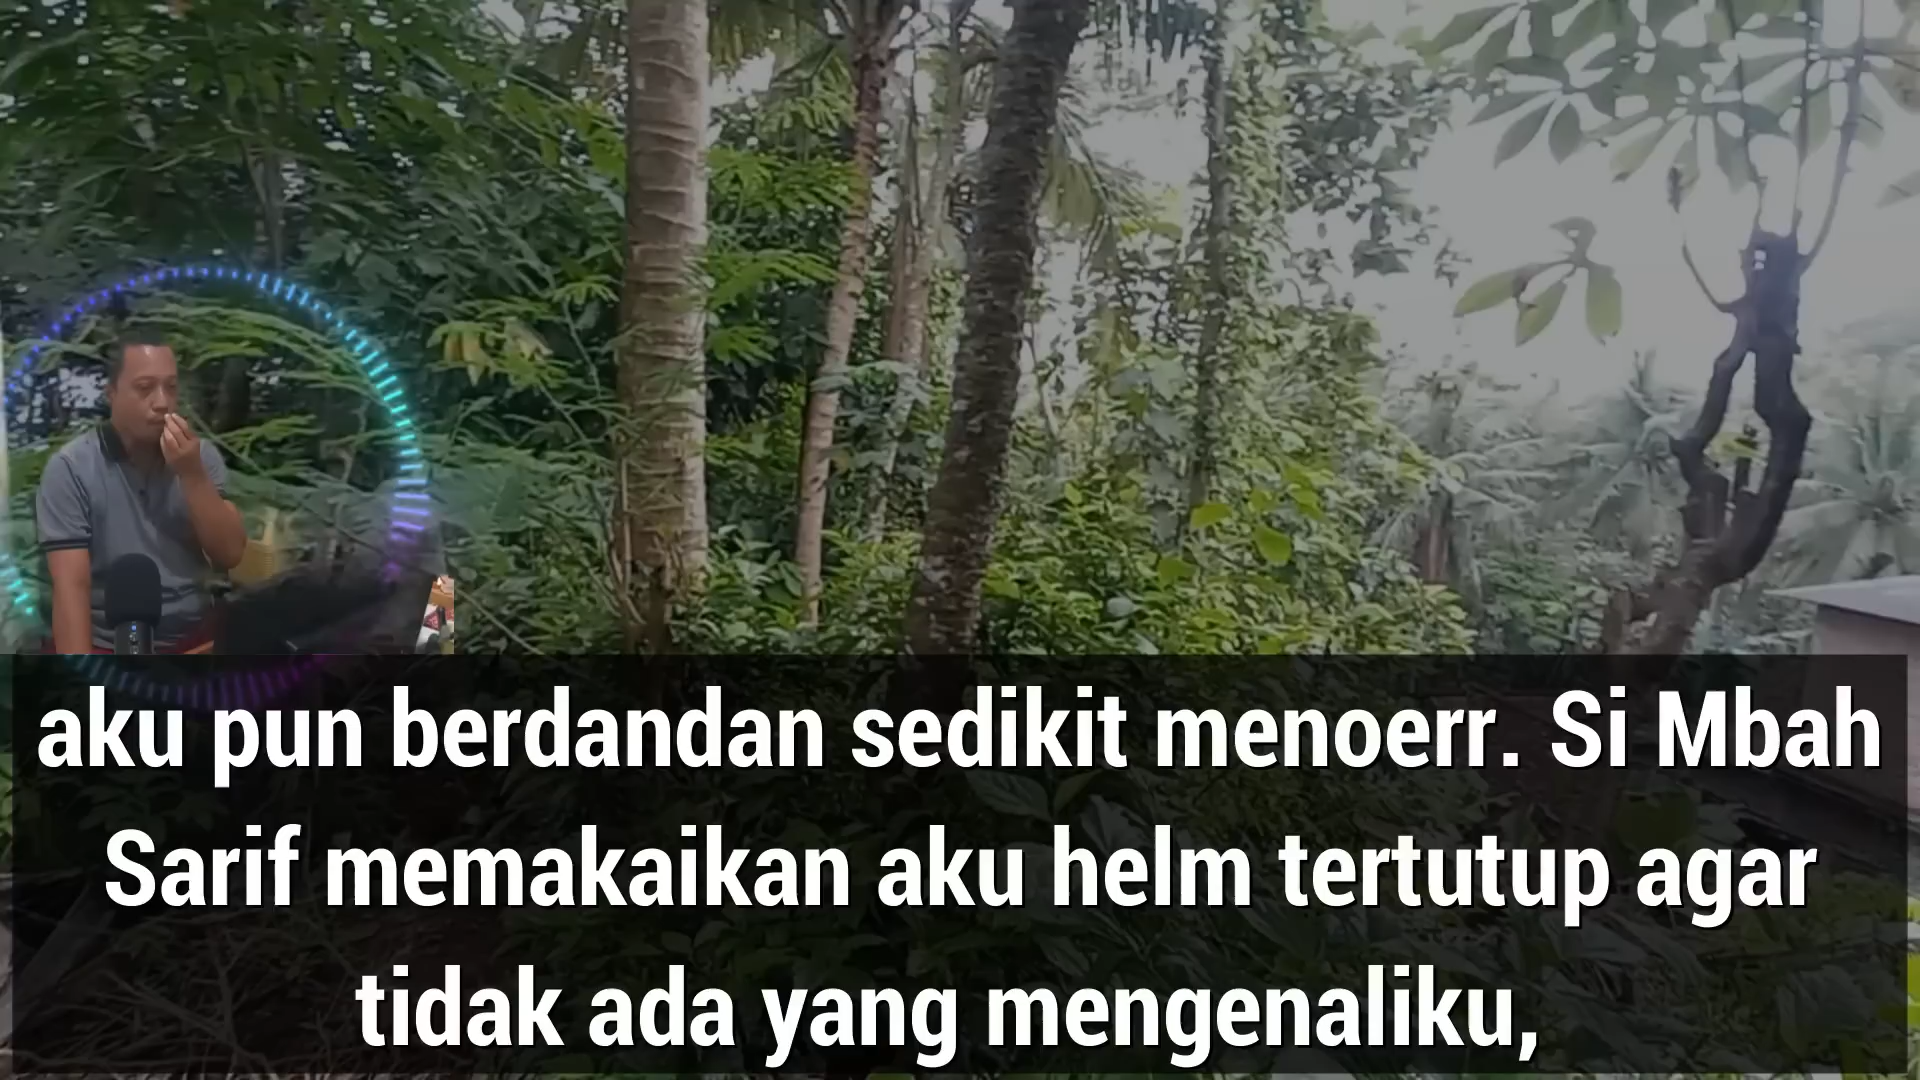 aku pun berdandan sedikit menoerr. Si Mbah
Sarif memakaikan aku helm tertutup agar
tidak ada yang mengenaliku,